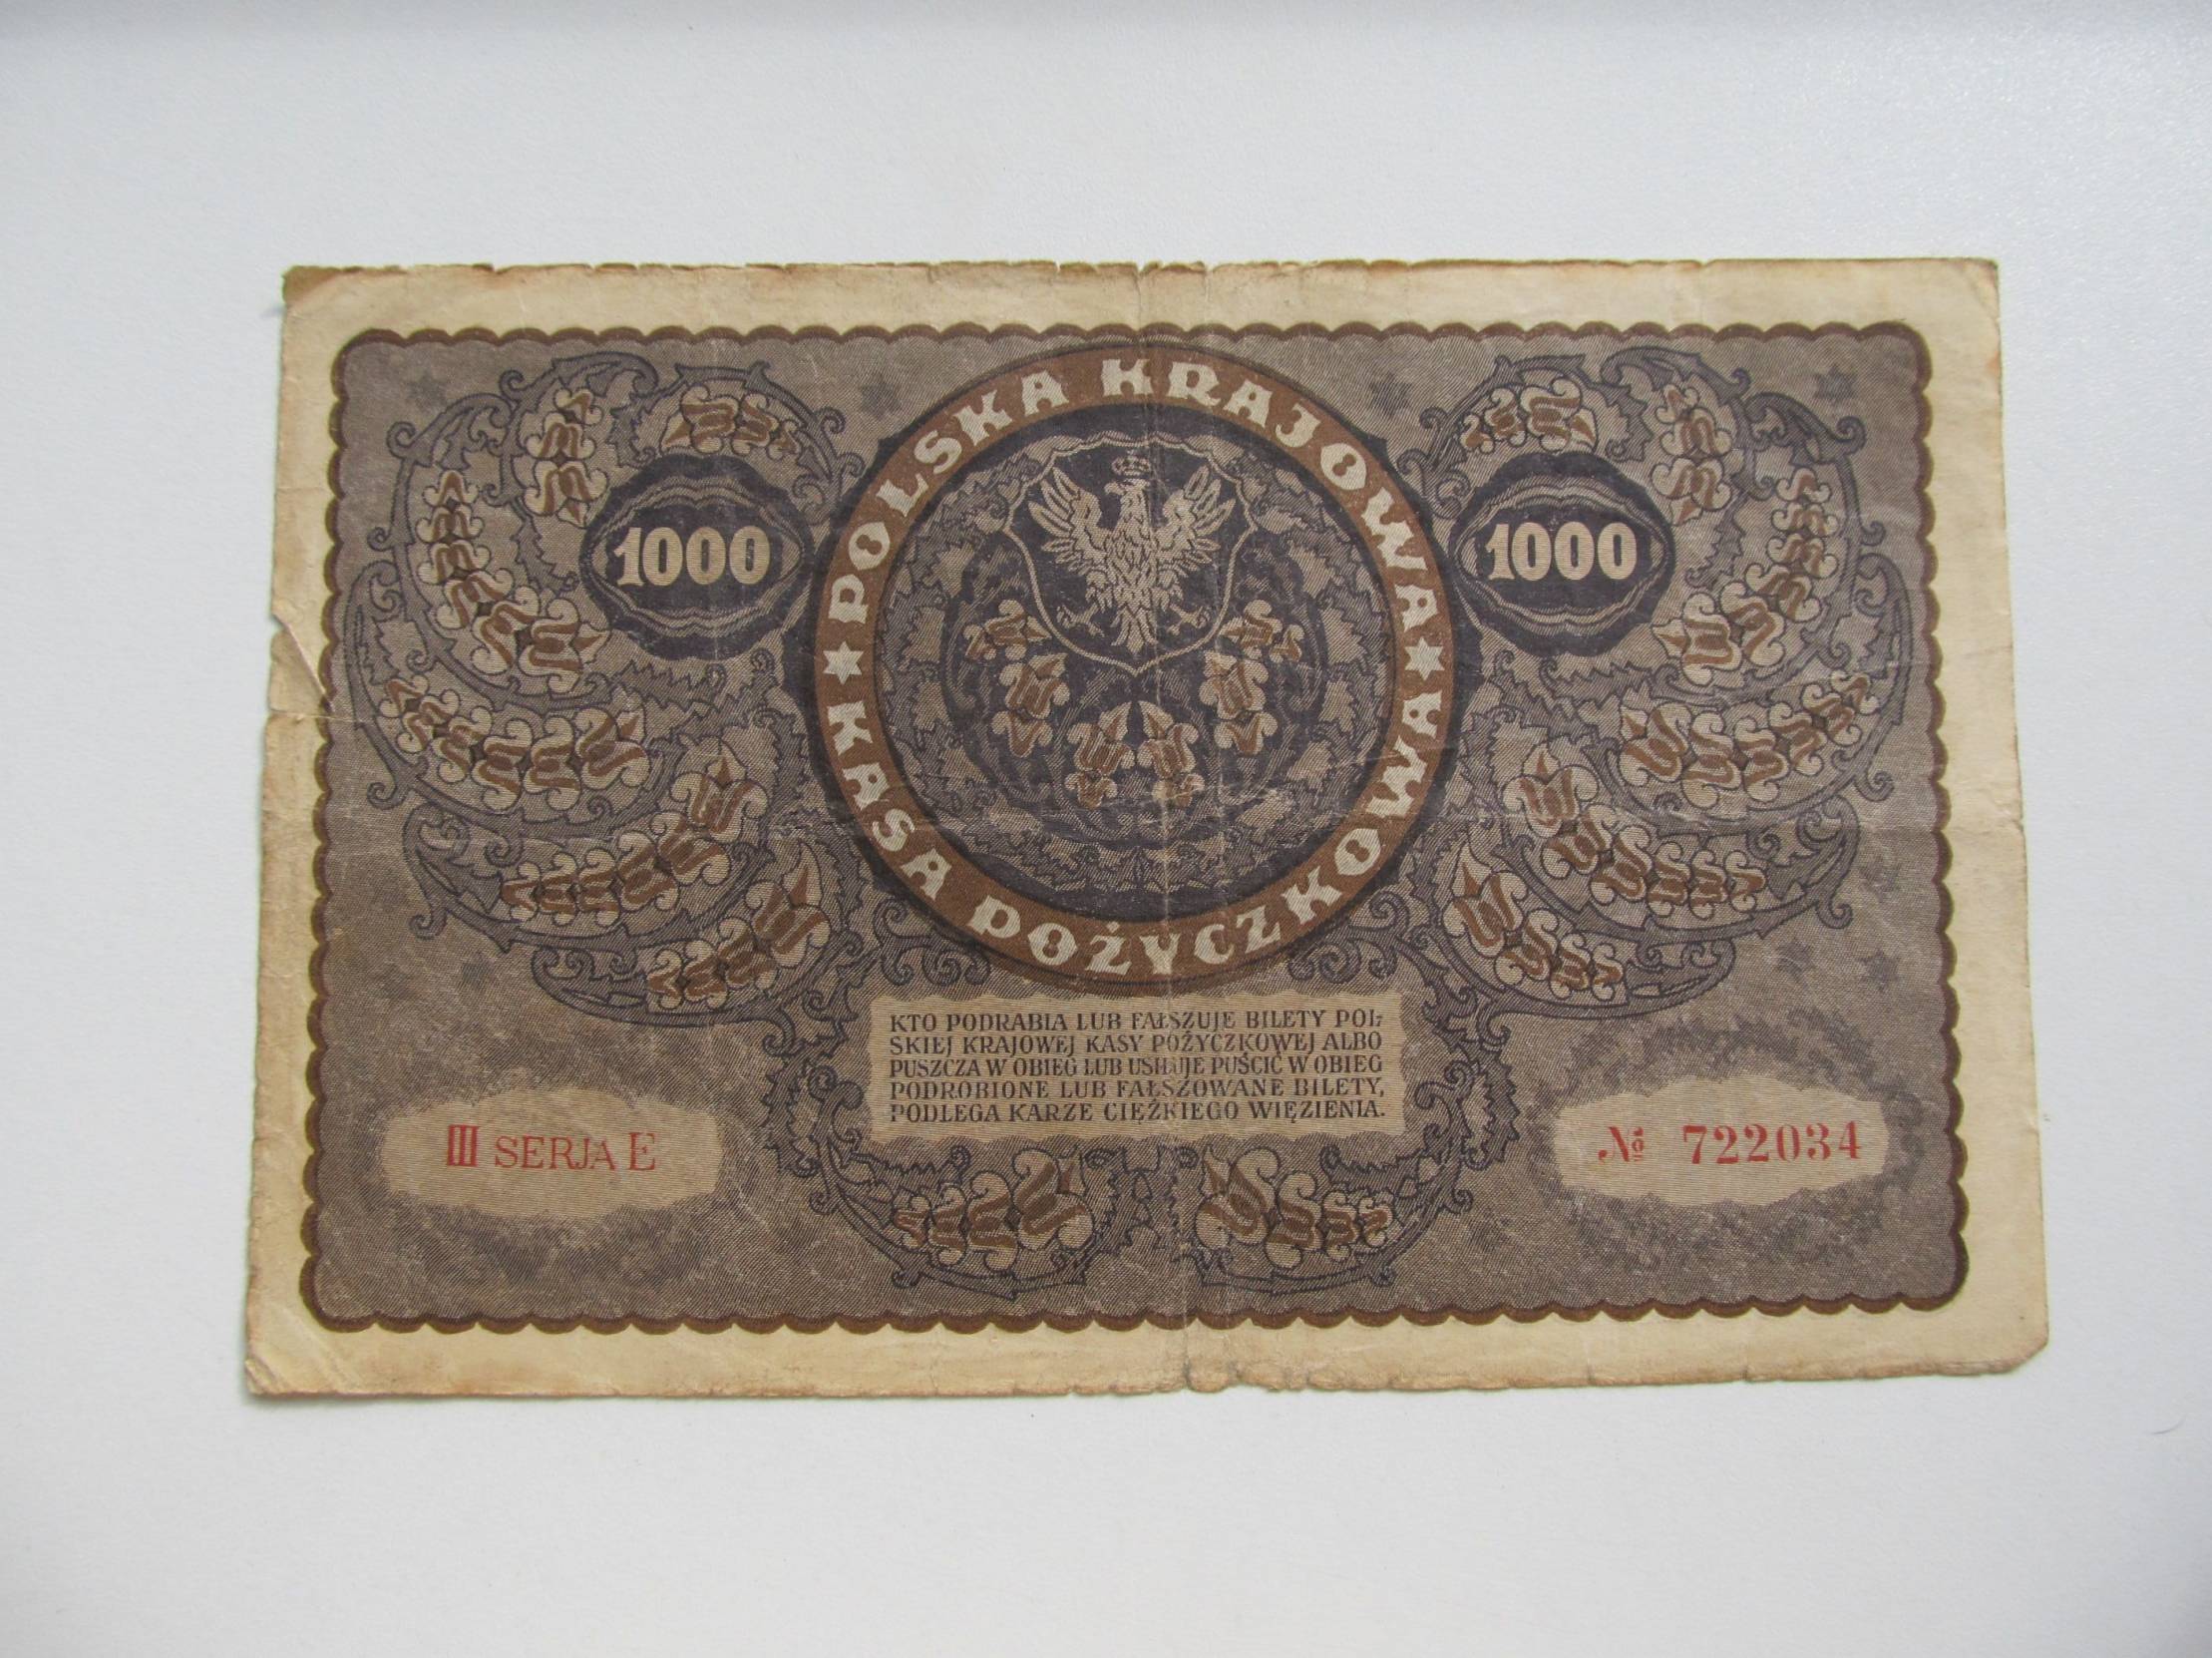 POLSKA KRAJOWA
KASA POŻYCZKOWA
1000
1000
KTO PODRABIA LUB FAŁSZUJE BILETY POL-
SKIEJ KRAJOWEJ KASY POŻYCZKOWEJ ALBO
PUSZCZA W OBIEG LUB USIŁUJE PUŚCIĆ W OBIEG
PODROBIONE LUB FAŁSZOWANE BILETY,
PODLEGA KARZE CIĘŻKIEGO WIĘZIENIA.
III SERJA E
№ 722034